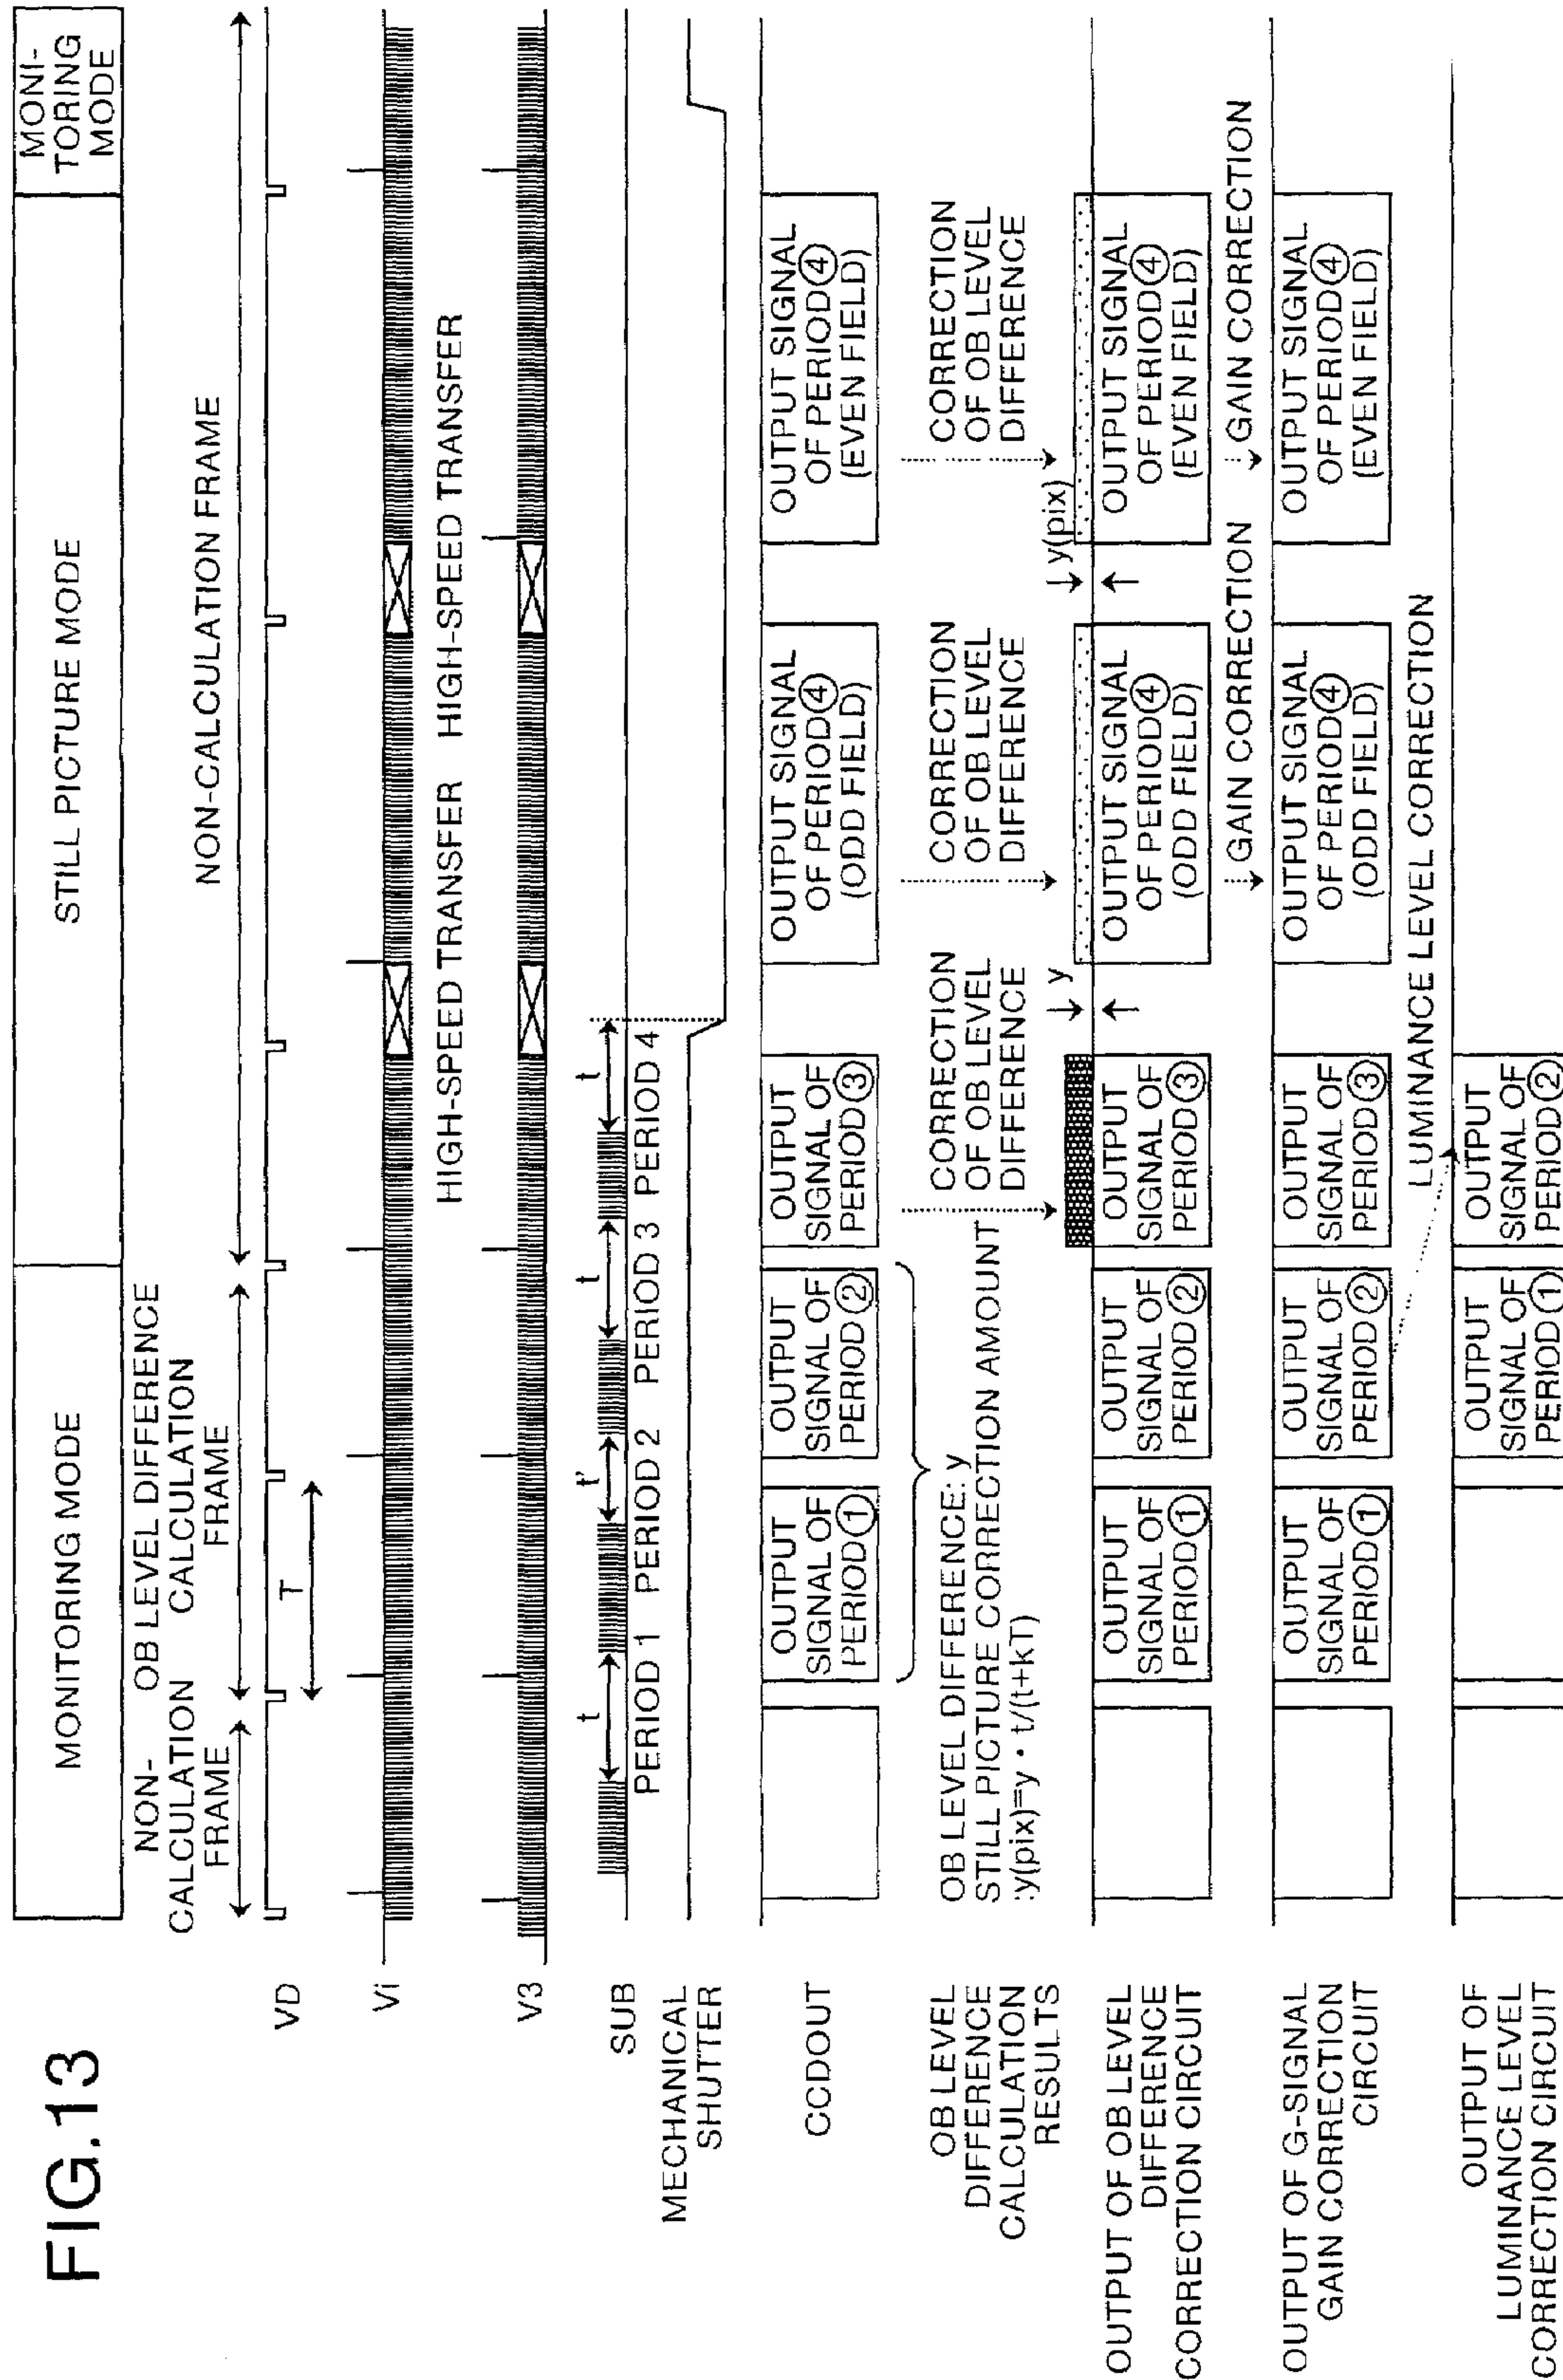 FIG.13
MONITORING MODE
STILL PICTURE MODE
MONI-
TORING
MODE
NON-
CALCULATION
FRAME
OB LEVEL DIFFERENCE
CALCULATION
FRAME
NON-CALCULATION FRAME
VD
T
Vi
HIGH-SPEED TRANSFER
HIGH-SPEED TRANSFER
V3
SUB
t
t'
t
t
PERIOD 1
PERIOD 2
PERIOD 3
PERIOD 4
MECHANICAL
SHUTTER
CCDOUT
OUTPUT
SIGNAL OF
PERIOD①
OUTPUT
SIGNAL OF
PERIOD②
OUTPUT
SIGNAL OF
PERIOD③
OUTPUT SIGNAL
OF PERIOD④
(ODD FIELD)
OUTPUT SIGNAL
OF PERIOD④
(EVEN FIELD)
OB LEVEL
DIFFERENCE
CALCULATION
RESULTS
OB LEVEL DIFFERENCE: y
STILL PICTURE CORRECTION AMOUNT
:y(pix)=y · t/(t+kT)
CORRECTION
OF OB LEVEL
DIFFERENCE
CORRECTION
OF OB LEVEL
DIFFERENCE
CORRECTION
OF OB LEVEL
DIFFERENCE
y
y(pix)
OUTPUT OF OB LEVEL
DIFFERENCE
CORRECTION CIRCUIT
OUTPUT
SIGNAL OF
PERIOD①
OUTPUT
SIGNAL OF
PERIOD②
OUTPUT
SIGNAL OF
PERIOD③
OUTPUT SIGNAL
OF PERIOD④
(ODD FIELD)
OUTPUT SIGNAL
OF PERIOD④
(EVEN FIELD)
GAIN CORRECTION
GAIN CORRECTION
OUTPUT OF G-SIGNAL
GAIN CORRECTION
CIRCUIT
OUTPUT
SIGNAL OF
PERIOD①
OUTPUT
SIGNAL OF
PERIOD②
OUTPUT
SIGNAL OF
PERIOD③
OUTPUT SIGNAL
OF PERIOD④
(ODD FIELD)
OUTPUT SIGNAL
OF PERIOD④
(EVEN FIELD)
LUMINANCE LEVEL CORRECTION
OUTPUT OF
LUMINANCE LEVEL
CORRECTION CIRCUIT
OUTPUT
SIGNAL OF
PERIOD①
OUTPUT
SIGNAL OF
PERIOD②